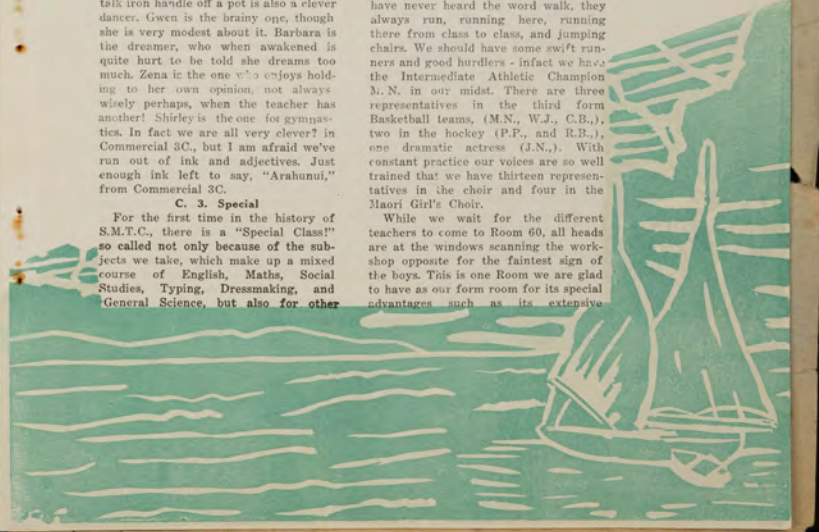 talk iron handle off a pot is also a clever
dancer. Gwen is the brainy one, though
she is very modest about it. Barbara is
the dreamer, who when awakened is
quite hurt to be told she dreams too
much. Zena is the one who enjoys hold-
ing to her own opinion, not always
wisely perhaps, when the teacher has
another! Shirley is the one for gymnas-
tics. In fact we are all very clever? in
Commercial 3C., but I am afraid we've
run out of ink and adjectives. Just
enough ink left to say, "Arahunui,"
from Commercial 3C.
C. 3. Special
For the first time in the history of
S.M.T.C., there is a "Special Class!"
so called not only because of the sub-
jects we take, which make up a mixed
course of English, Maths, Social
Studies, Typing, Dressmaking, and
General Science, but also for other
have never heard the word walk, they
always run, running here, running
there from class to class, and jumping
chairs. We should have some swift run-
ners and good hurdlers - infact we have
the Intermediate Athletic Champion
M. N. in our midst. There are three
representatives in the third form
Basketball teams, (M.N., W.J., C.B.,),
two in the hockey (P.P., and R.B.,),
one dramatic actress (J.N.,). With
constant practice our voices are so well
trained that we have thirteen represen-
tatives in the choir and four in the
Maori Girl's Choir.
While we wait for the different
teachers to come to Room 60, all heads
are at the windows scanning the work-
shop opposite for the faintest sign of
the boys. This is one Room we are glad
to have as our form room for its special
advantages such as its extensive